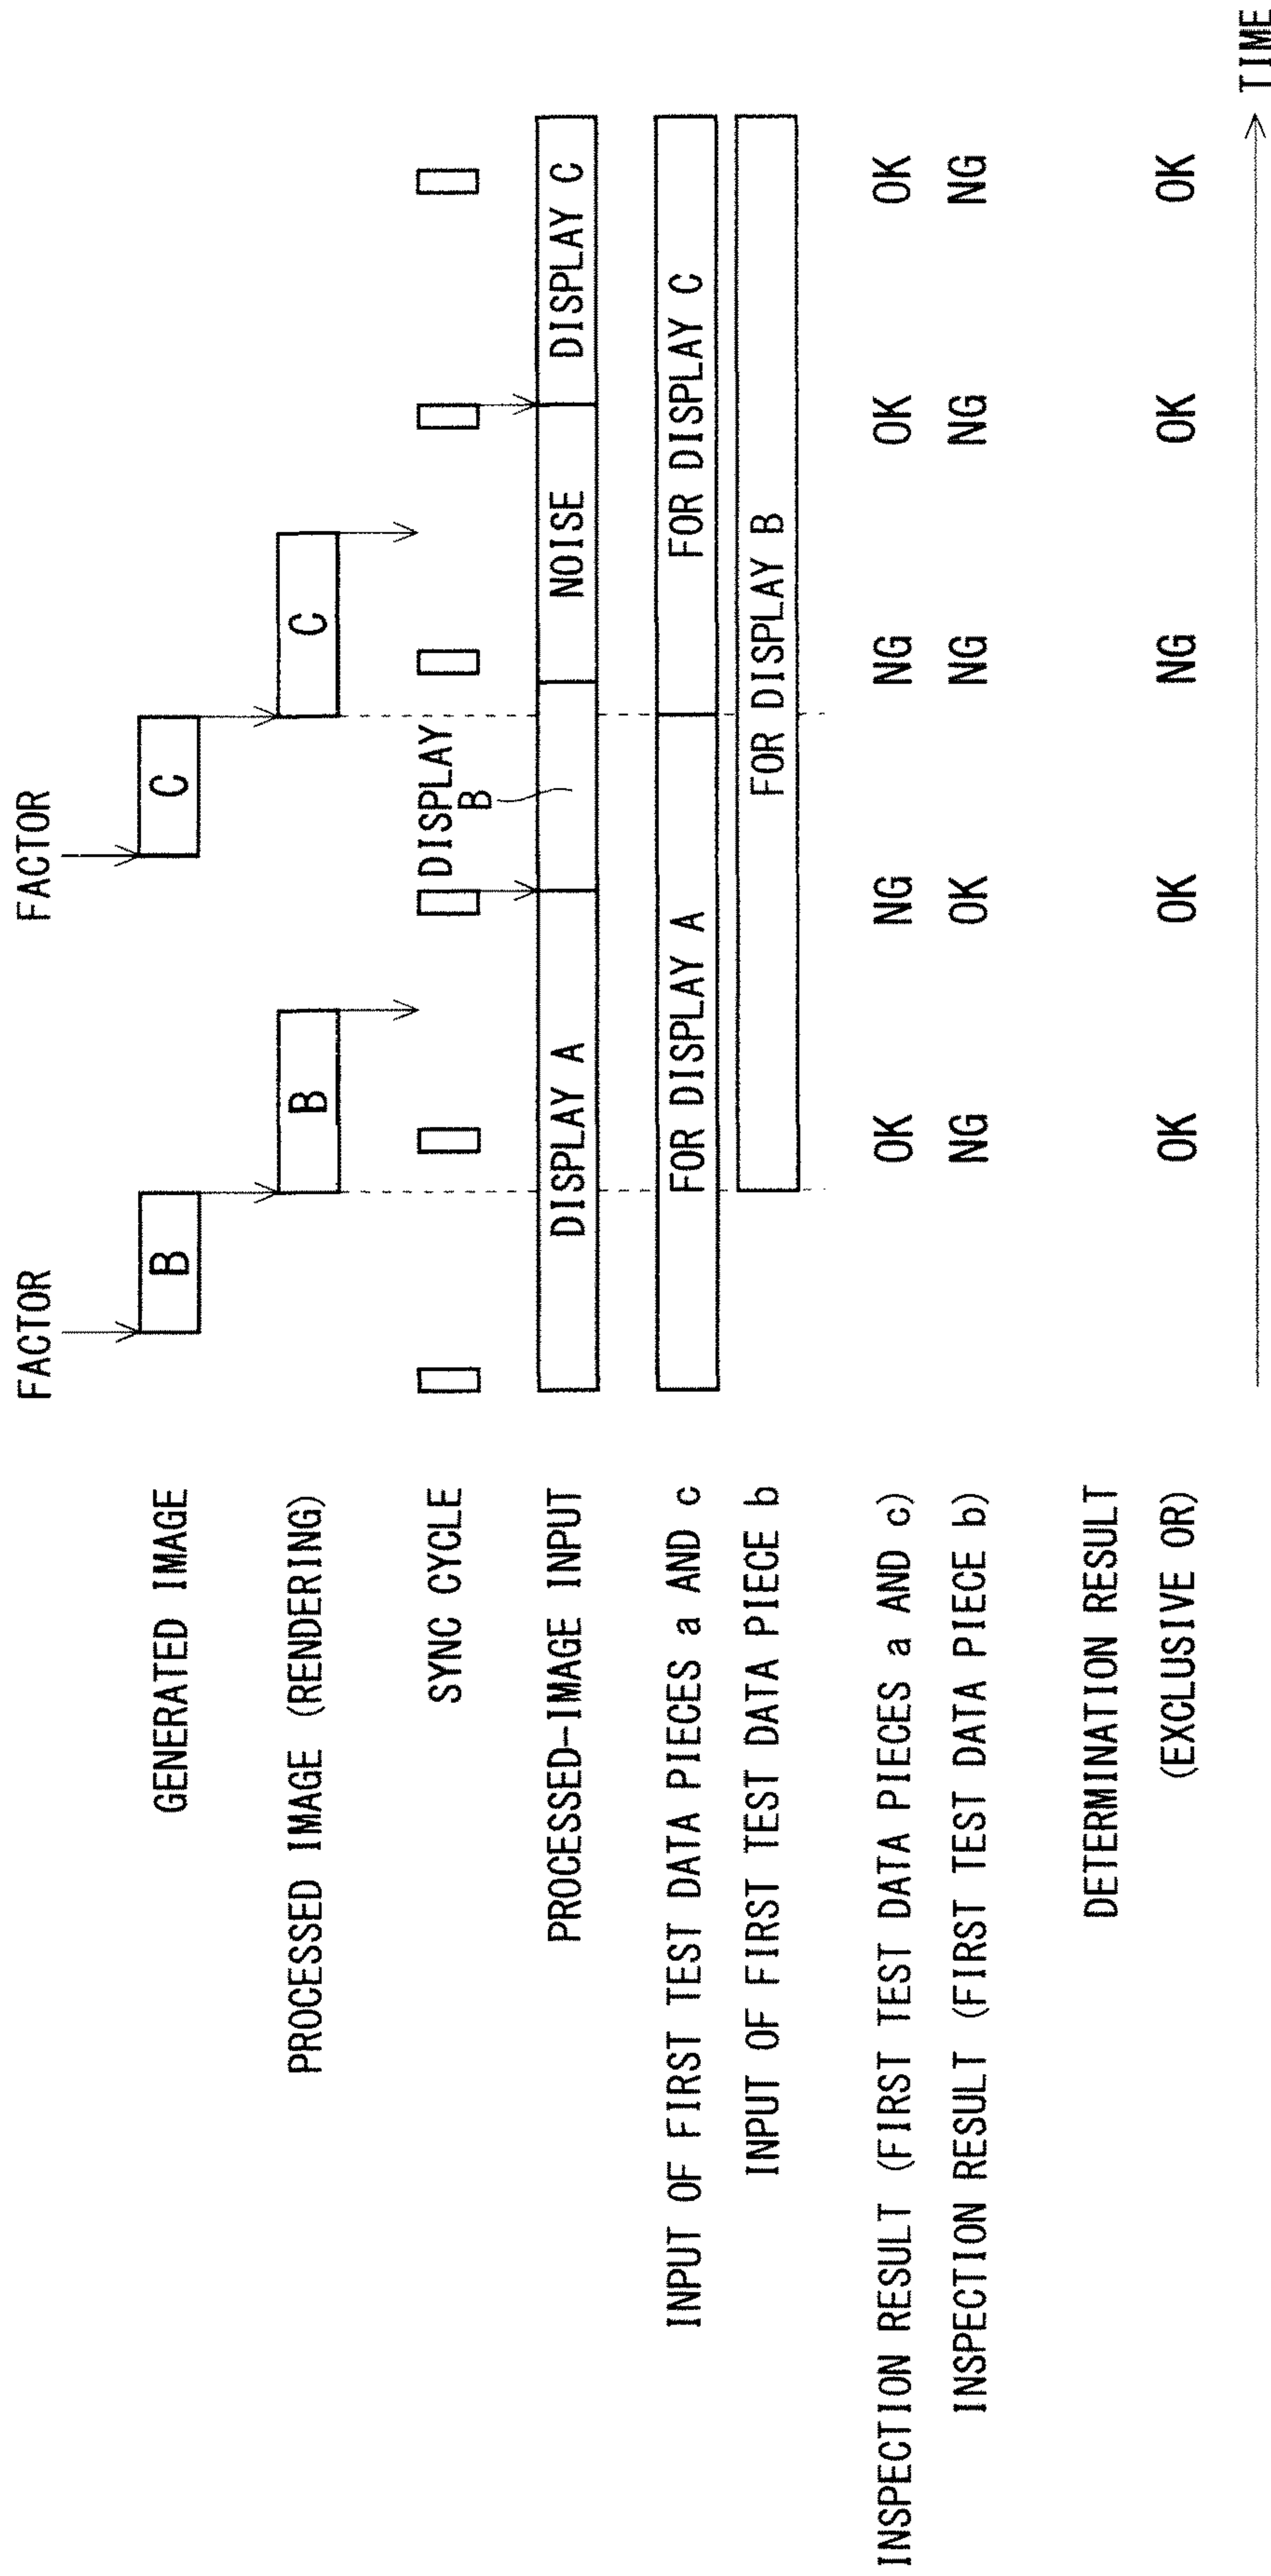 FACTOR FACTOR
GENERATED IMAGE B C
PROCESSED IMAGE (RENDERING) B C
SYNC CYCLE DISPLAY
B
PROCESSED-IMAGE INPUT DISPLAY A NOISE DISPLAY C
INPUT OF FIRST TEST DATA PIECES a AND c FOR DISPLAY A FOR DISPLAY C
INPUT OF FIRST TEST DATA PIECE b FOR DISPLAY B
INSPECTION RESULT (FIRST TEST DATA PIECES a AND c) OK NG NG OK OK
INSPECTION RESULT (FIRST TEST DATA PIECE b) NG OK NG NG NG
DETERMINATION RESULT
(EXCLUSIVE OR) OK OK NG OK OK
TIME